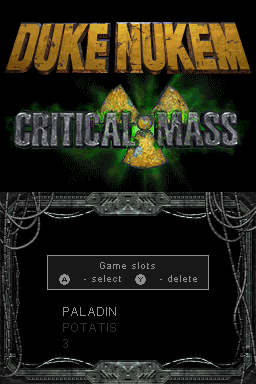 DUKE NUKEM
CRITICAL MASS
Game slots
A - select Y - delete
PALADIN
POTATIS
3